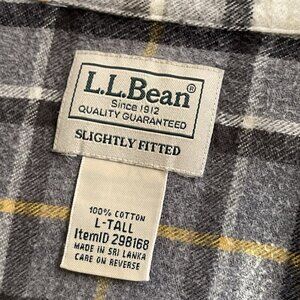 L.L.Bean®
Since 1912
QUALITY GUARANTEED
SLIGHTLY FITTED
100% COTTON
L-TALL
ItemID 298168
MADE IN SRI LANKA
CARE ON REVERSE